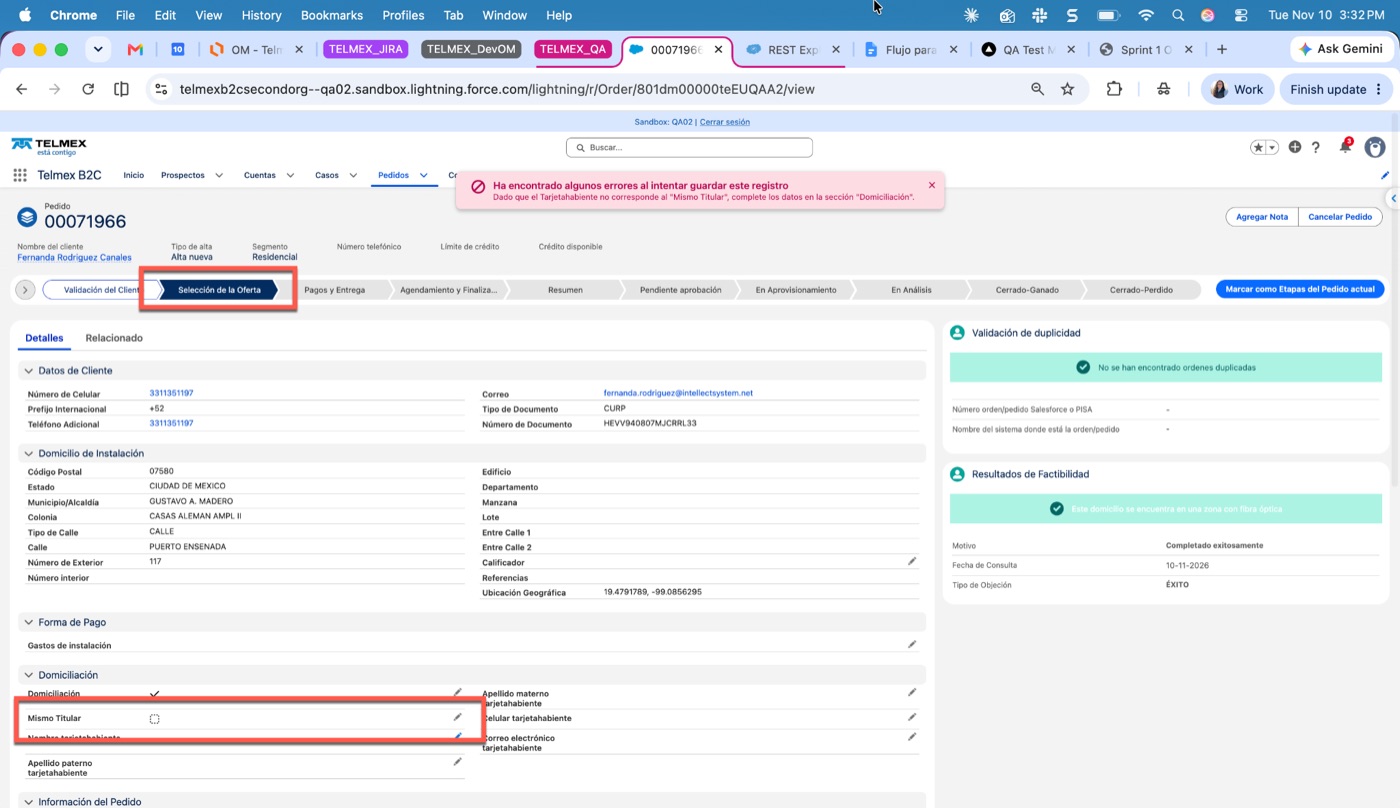 Chrome File Edit View History Bookmarks Profiles Tab Window Help Tue Nov 10 3:32 PM
10 OM - Teln TELMEX_JIRA TELMEX_DevOM TELMEX_QA 00071966 REST Exp Flujo para QA Test M Sprint 1 O Ask Gemini
telmexb2csecondorg--qa02.sandbox.lightning.force.com/lightning/r/Order/801dm00000teEUQAA2/view Work Finish update
Sandbox: QA02 | Cerrar sesión
TELMEX
está contigo
Buscar...
3
Telmex B2C Inicio Prospectos Cuentas Casos Pedidos
Ha encontrado algunos errores al intentar guardar este registro
Dado que el Tarjetahabiente no corresponde al "Mismo Titular", complete los datos en la sección "Domiciliación".
Pedido
00071966
Agregar Nota Cancelar Pedido
Nombre del cliente Tipo de alta Segmento Número telefónico Límite de crédito Crédito disponible
Fernanda Rodriguez Canales Alta nueva Residencial
Validación del Client Selección de la Oferta Pagos y Entrega Agendamiento y Finaliza... Resumen Pendiente aprobación En Aprovisionamiento En Análisis Cerrado-Ganado Cerrado-Perdido Marcar como Etapas del Pedido actual
Detalles Relacionado
Datos de Cliente
Número de Celular 3311351197 Correo fernanda.rodriguez@intellectsystem.net
Prefijo Internacional +52 Tipo de Documento CURP
Teléfono Adicional 3311351197 Número de Documento HEVV940807MJCRRL33
Domicilio de Instalación
Código Postal 07580 Edificio
Estado CIUDAD DE MEXICO Departamento
Municipio/Alcaldía GUSTAVO A. MADERO Manzana
Colonia CASAS ALEMAN AMPL II Lote
Tipo de Calle CALLE Entre Calle 1
Calle PUERTO ENSENADA Entre Calle 2
Número de Exterior 117 Calificador
Número interior Referencias
Ubicación Geográfica 19.4791789, -99.0856295
Forma de Pago
Gastos de instalación
Domiciliación
Domiciliación Apellido materno tarjetahabiente
Mismo Titular Celular tarjetahabiente
Nombre tarjetahabiente Correo electrónico tarjetahabiente
Apellido paterno tarjetahabiente
Información del Pedido
Validación de duplicidad
No se han encontrado ordenes duplicadas
Número orden/pedido Salesforce o PISA -
Nombre del sistema donde está la orden/pedido -
Resultados de Factibilidad
Este domicilio se encuentra en una zona con fibra óptica
Motivo Completado exitosamente
Fecha de Consulta 10-11-2026
Tipo de Objeción ÉXITO